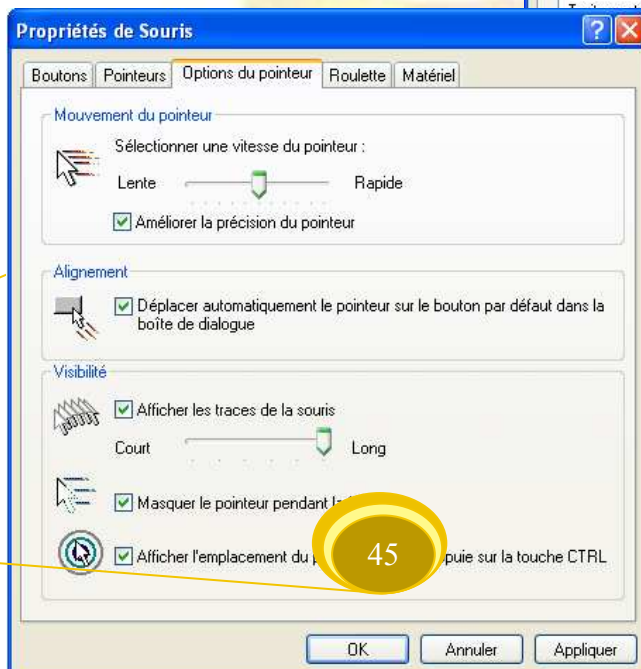 Propriétés de Souris
Boutons Pointeurs Options du pointeur Roulette Matériel
Mouvement du pointeur
Sélectionner une vitesse du pointeur :
Lente Rapide
Améliorer la précision du pointeur
Alignement
Déplacer automatiquement le pointeur sur le bouton par défaut dans la
boîte de dialogue
Visibilité
Afficher les traces de la souris
Court Long
Masquer le pointeur pendant
45
Afficher l'emplacement du sur la touche CTRL
OK Annuler Appliquer